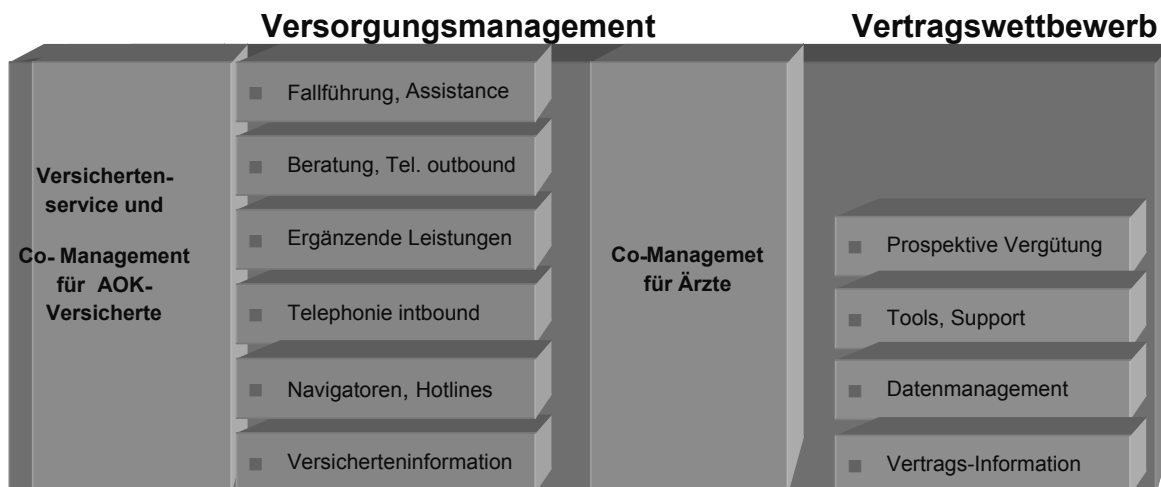 Versorgungsmanagement
Vertragswettbewerb
Versicherten-
service und
Co- Management
für AOK-
Versicherte
Fallführung, Assistance
Beratung, Tel. outbound
Ergänzende Leistungen
Telephonie intbound
Navigatoren, Hotlines
Versicherteninformation
Co-Managemet
für Ärzte
Prospektive Vergütung
Tools, Support
Datenmanagement
Vertrags-Information